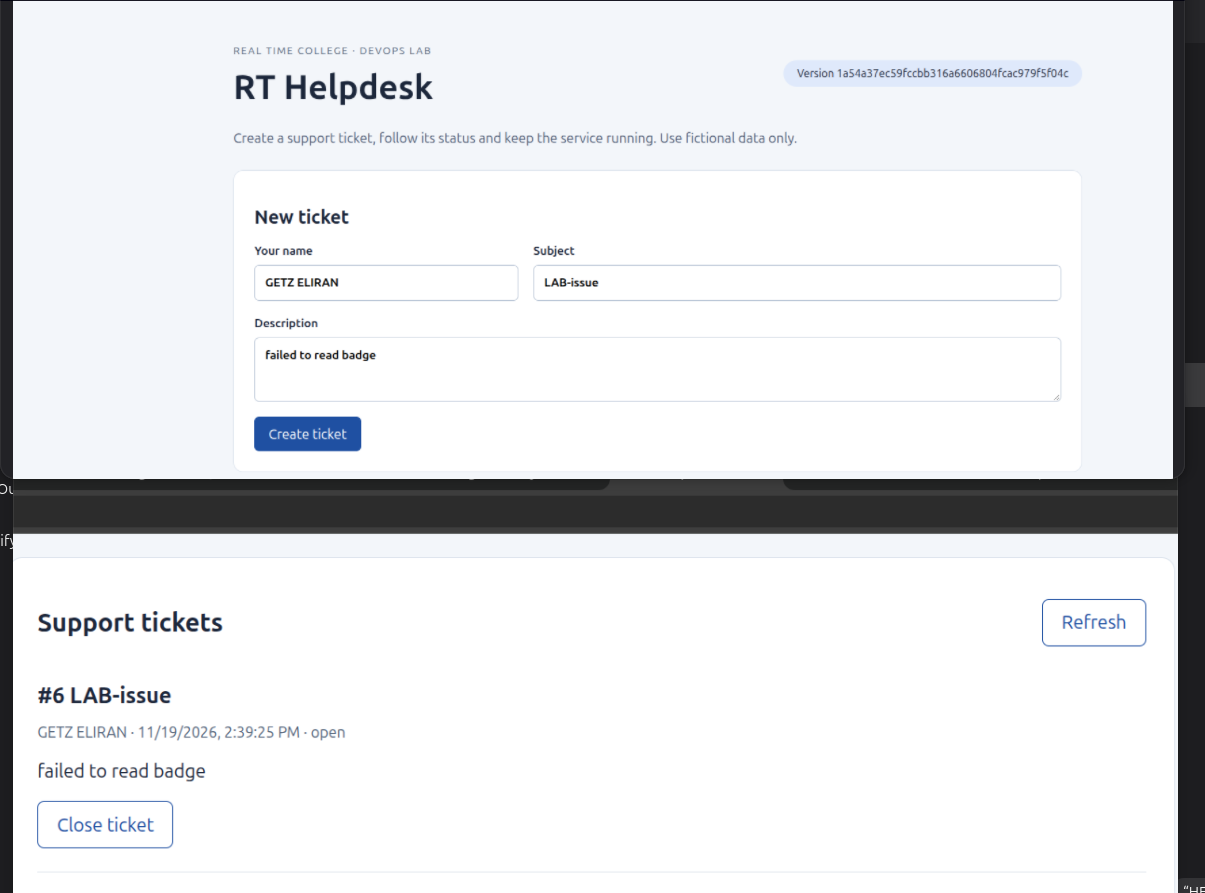 REAL TIME COLLEGE · DEVOPS LAB
RT Helpdesk
Version 1a54a37ec59fccbb316a6606804fcac979f5f04c
Create a support ticket, follow its status and keep the service running. Use fictional data only.
New ticket
Your name Subject
GETZ ELIRAN LAB-issue
Description
failed to read badge
Create ticket
Support tickets
Refresh
#6 LAB-issue
GETZ ELIRAN · 11/19/2026, 2:39:25 PM · open
failed to read badge
Close ticket